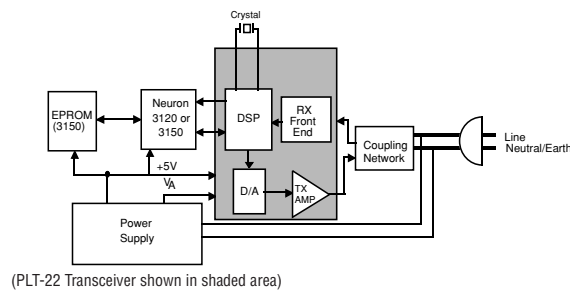 Crystal
EPROM
(3150)
Neuron
3120 or
3150
DSP
RX
Front
End
Coupling
Network
Line
Neutral/Earth
+5V
VA
D/A
TX
AMP
Power
Supply
(PLT-22 Transceiver shown in shaded area)